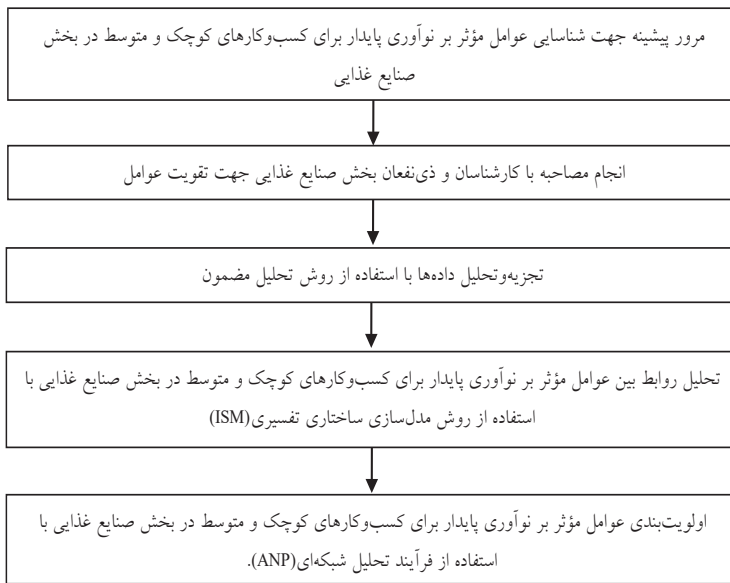 مرور پیشینه جهت شناسایی عوامل مؤثر بر نوآوری پایدار برای کسب‌وکارهای کوچک و متوسط در بخش
صنایع غذایی
انجام مصاحبه با کارشناسان و ذی‌نفعان بخش صنایع غذایی جهت تقویت عوامل
تجزیه‌وتحلیل داده‌ها با استفاده از روش تحلیل مضمون
تحلیل روابط بین عوامل مؤثر بر نوآوری پایدار برای کسب‌وکارهای کوچک و متوسط در بخش صنایع غذایی با
استفاده از روش مدل‌سازی ساختاری تفسیری(ISM)
اولویت‌بندی عوامل مؤثر بر نوآوری پایدار برای کسب‌وکارهای کوچک و متوسط در بخش صنایع غذایی با
استفاده از فرآیند تحلیل شبکه‌ای(ANP).